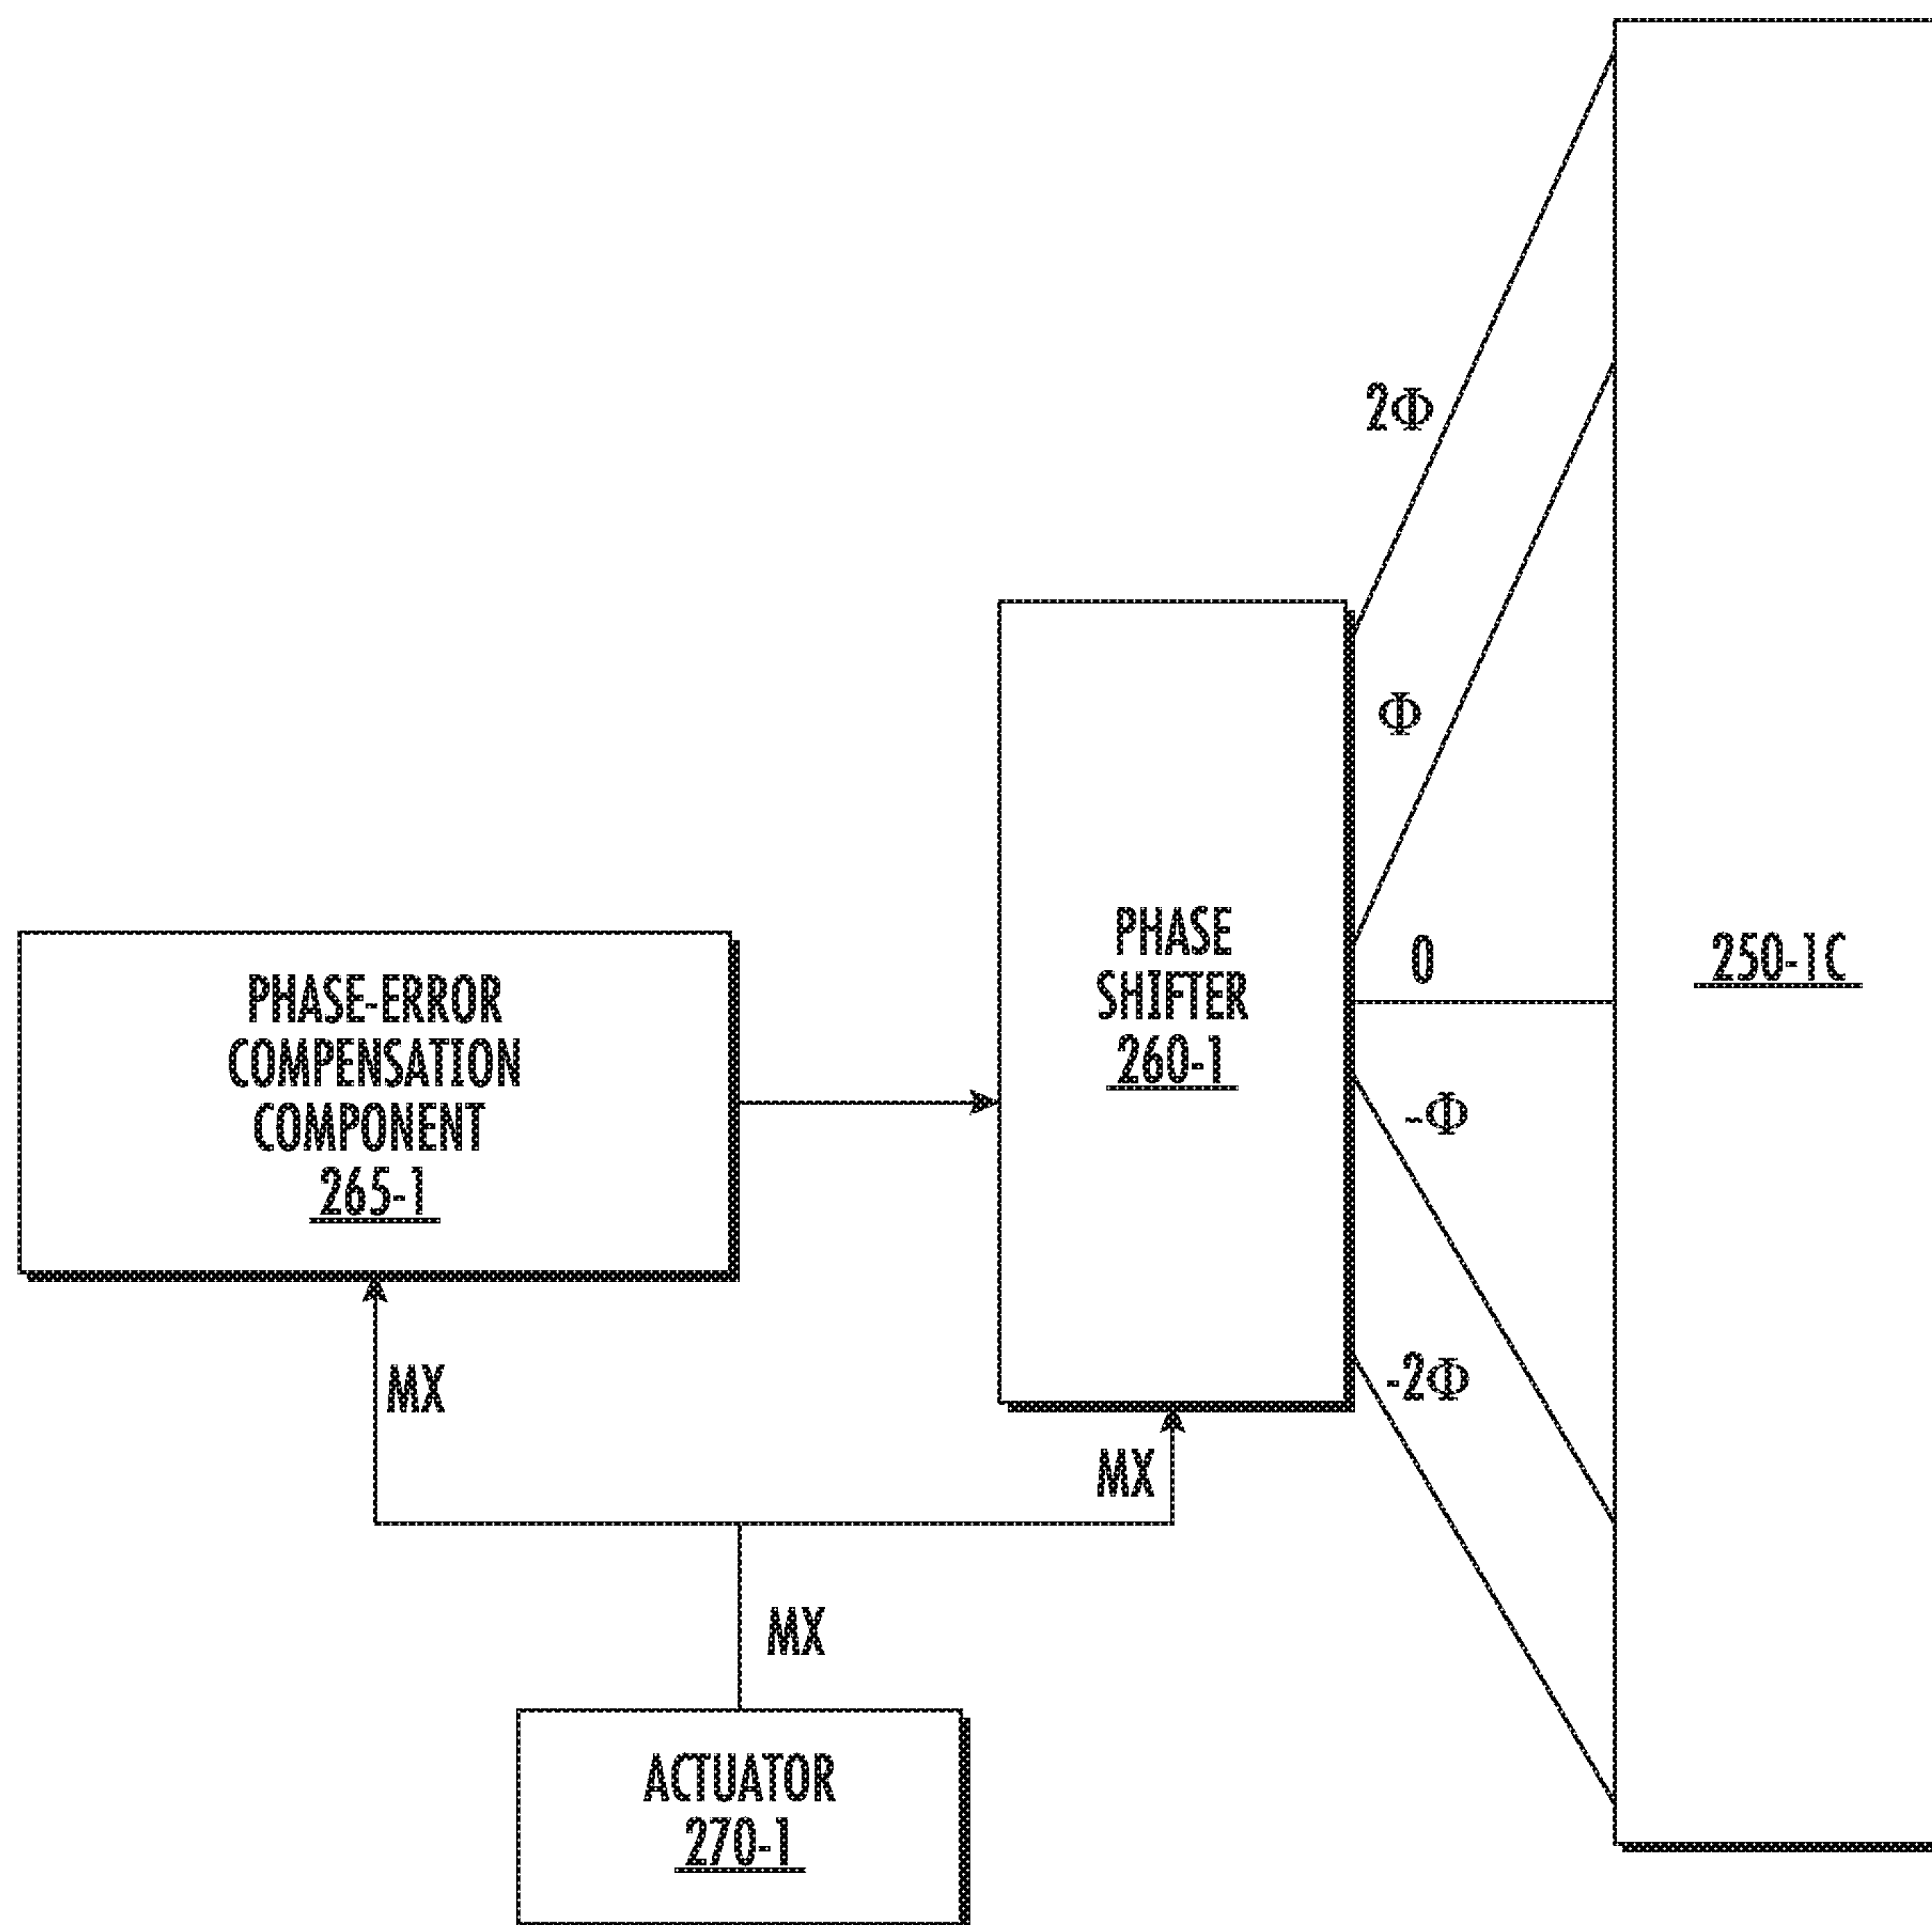 2Φ
Φ
0
-Φ
-2Φ
250-1C
PHASE
SHIFTER
260-1
PHASE-ERROR
COMPENSATION
COMPONENT
265-1
MX
MX
MX
ACTUATOR
270-1